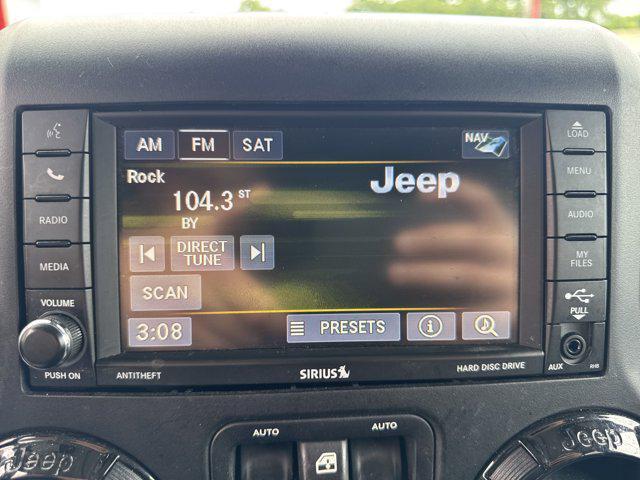 AM FM SAT NAV
Rock
Jeep
104.3 ST
BY
DIRECT
TUNE
SCAN
3:08 PRESETS
RADIO
MEDIA
VOLUME
PUSH ON
ANTITHEFT
SIRIUS
HARD DISC DRIVE
LOAD
MENU
AUDIO
MY
FILES
PULL
AUX RHB
AUTO AUTO
Jeep Jeep